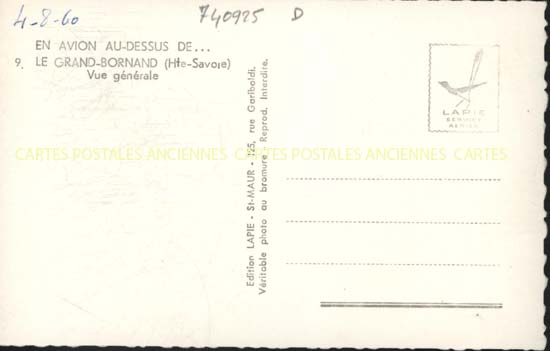 4-8-60
740925 D
EN AVION AU-DESSUS DE...
9. LE GRAND-BORNAND (Hte-Savoie)
Vue générale
LAPIE
SERVICE
AERIEN
CARTES POSTALES ANCIENNES CARTES POSTALES ANCIENNES CARTES
Edition LAPIE - St-MAUR - 125, rue Garibaldi.
Véritable photo au bromure. Reprod. Interdite.